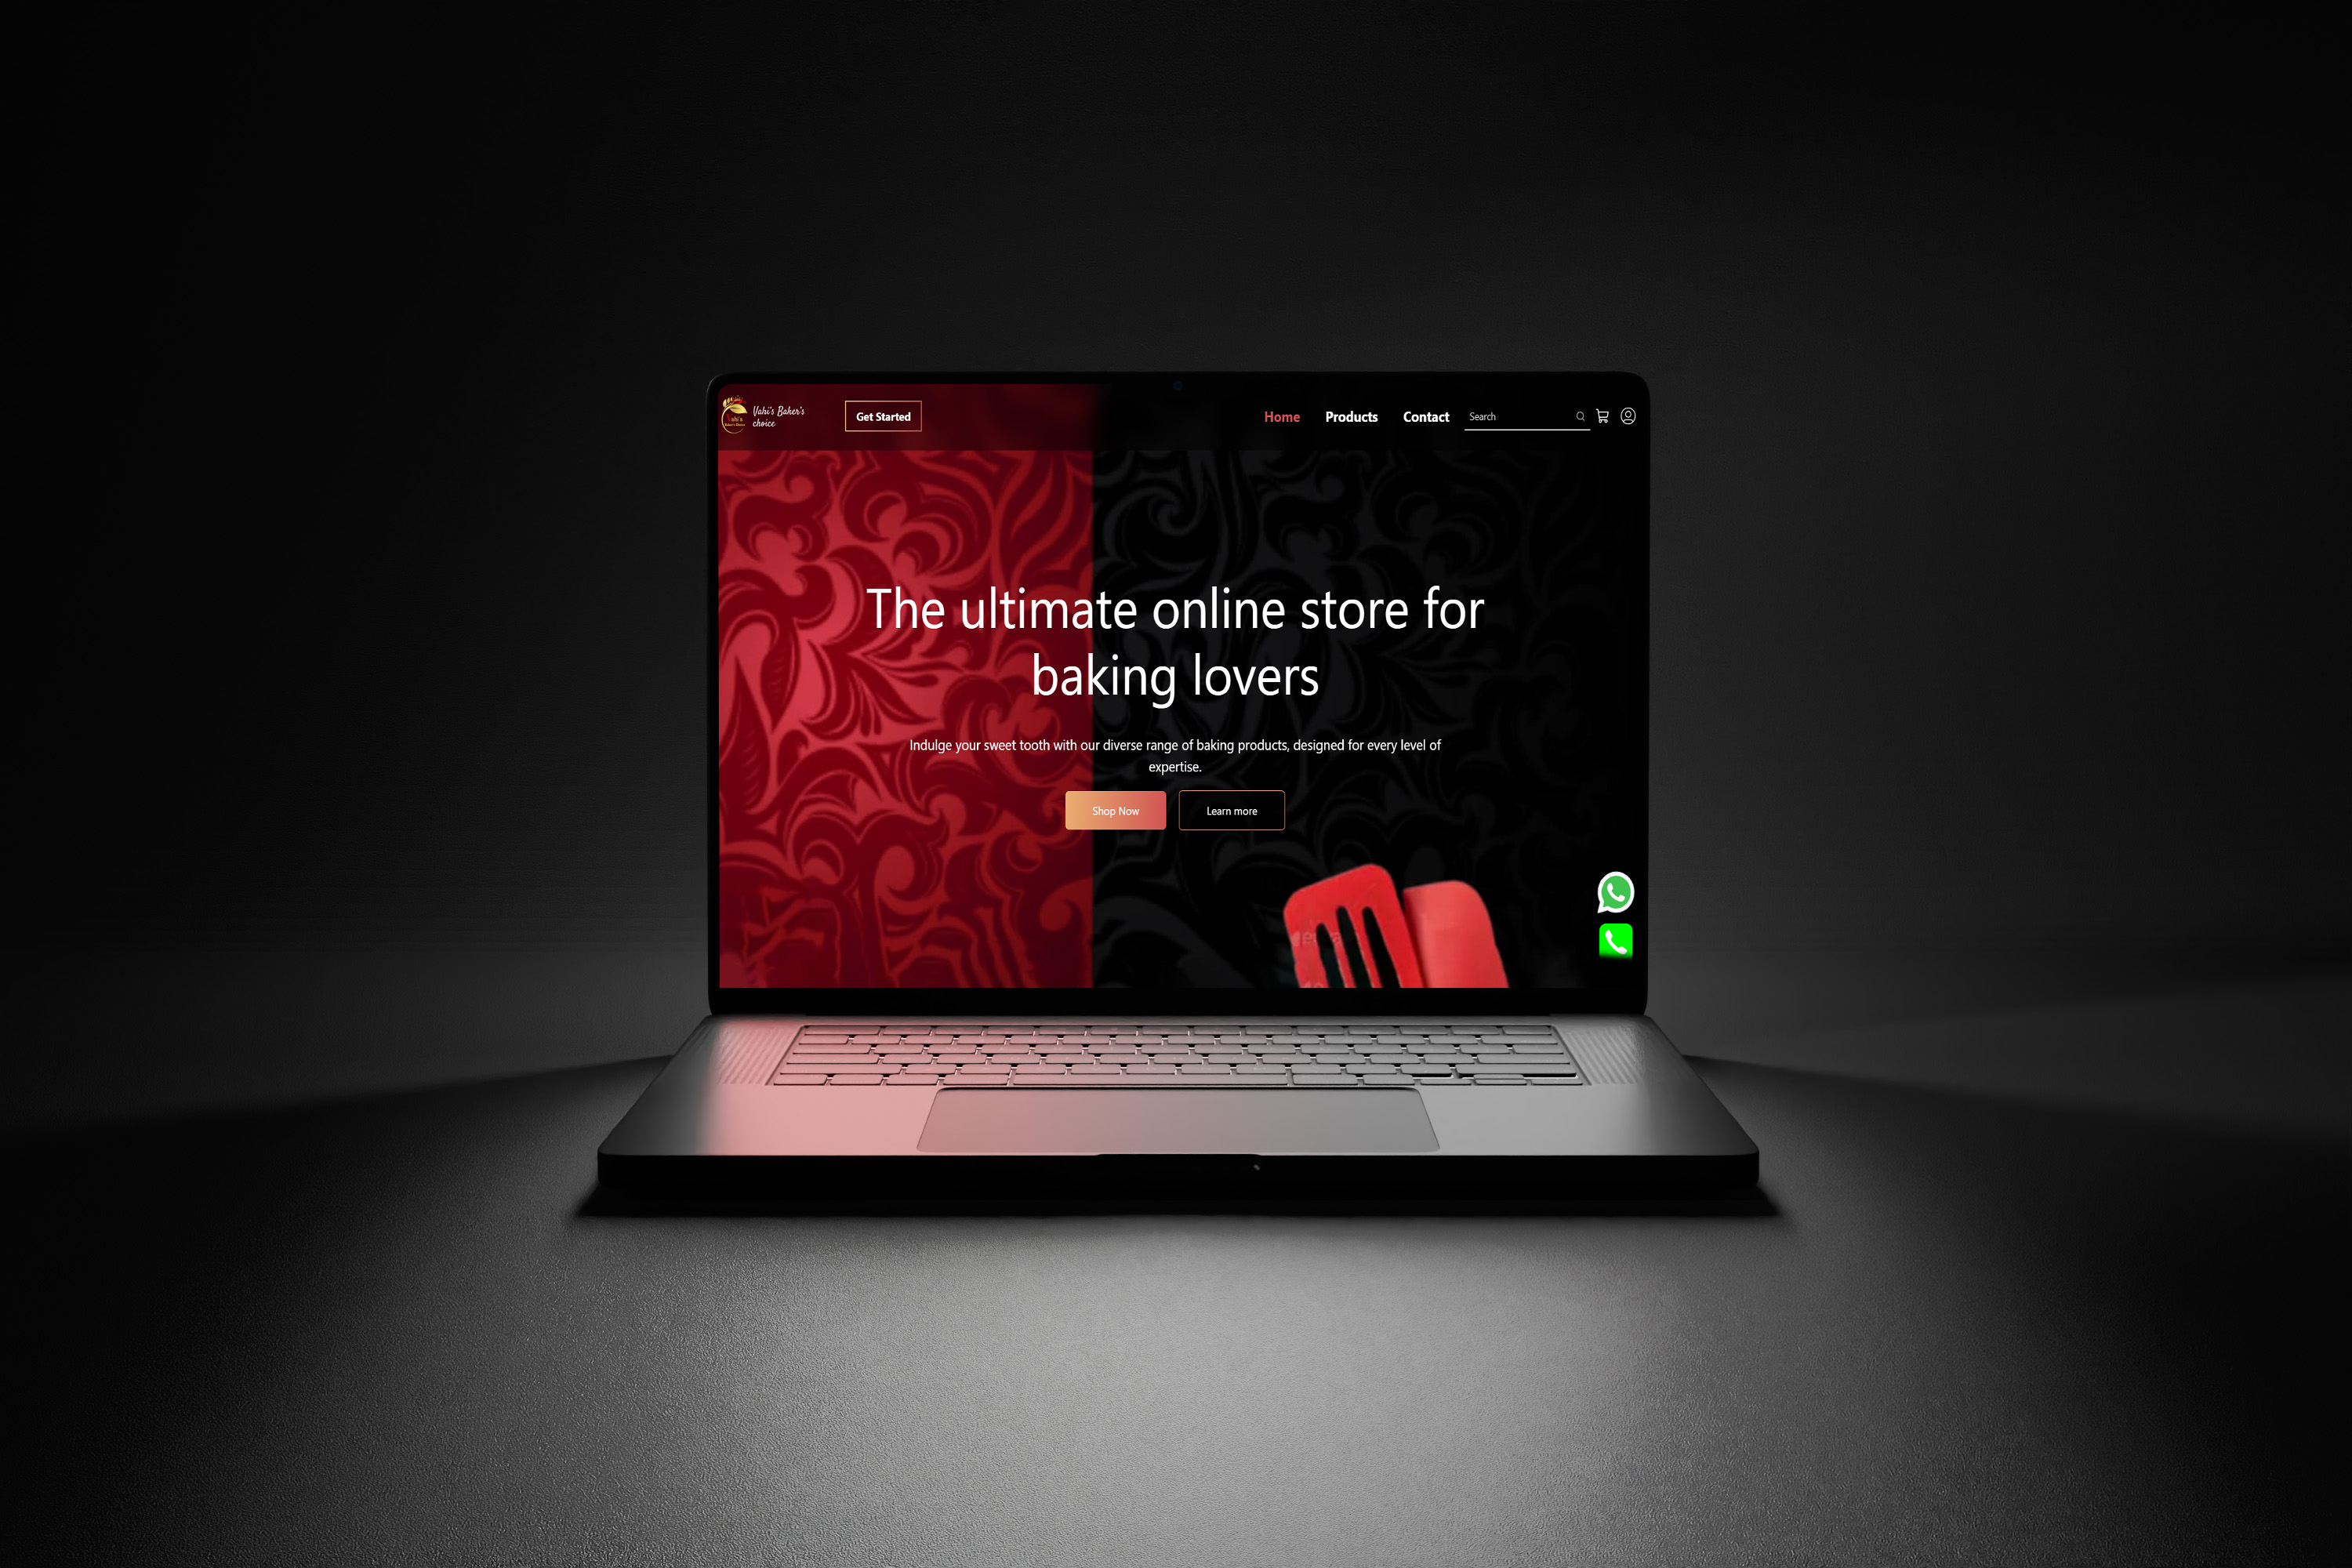 Vahi's Baker's
choice
Get Started
Home Products Contact Search
The ultimate online store for
baking lovers
Indulge your sweet tooth with our diverse range of baking products, designed for every level of
expertise.
Shop Now Learn more